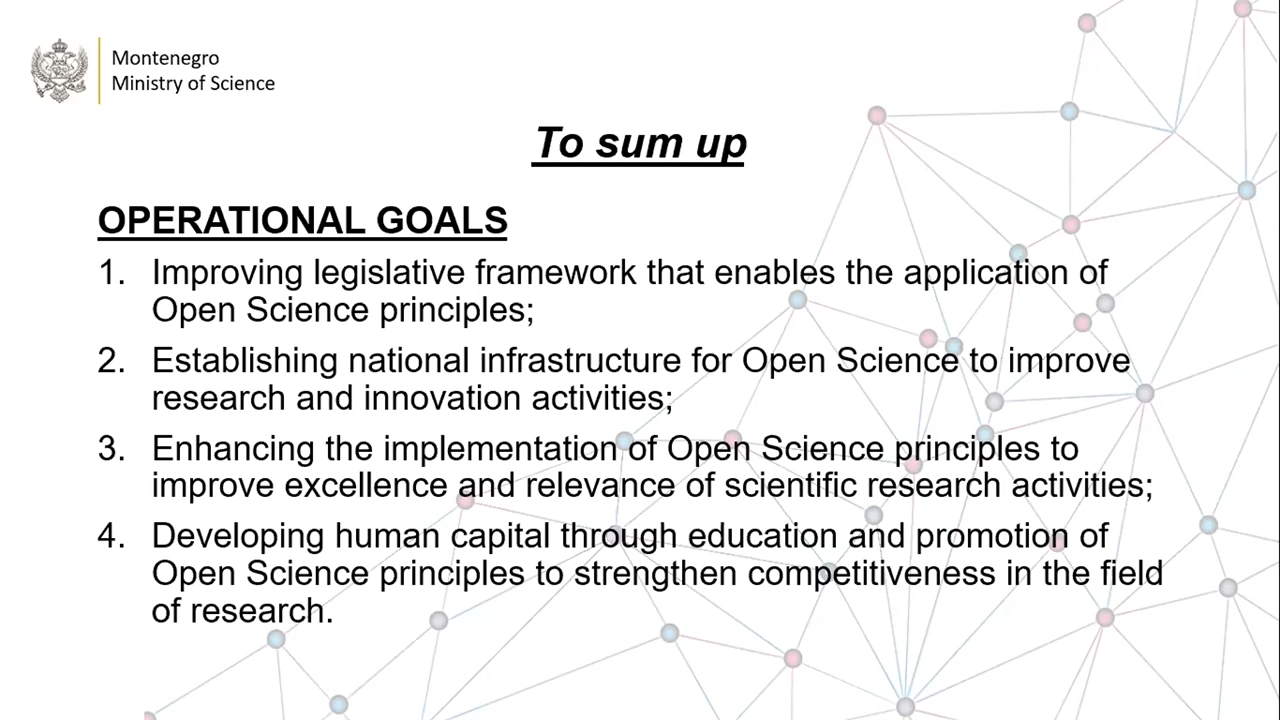 Montenegro
Ministry of Science
To sum up
OPERATIONAL GOALS
1. Improving legislative framework that enables the application of
Open Science principles;
2. Establishing national infrastructure for Open Science to improve
research and innovation activities;
3. Enhancing the implementation of Open Science principles to
improve excellence and relevance of scientific research activities;
4. Developing human capital through education and promotion of
Open Science principles to strengthen competitiveness in the field
of research.